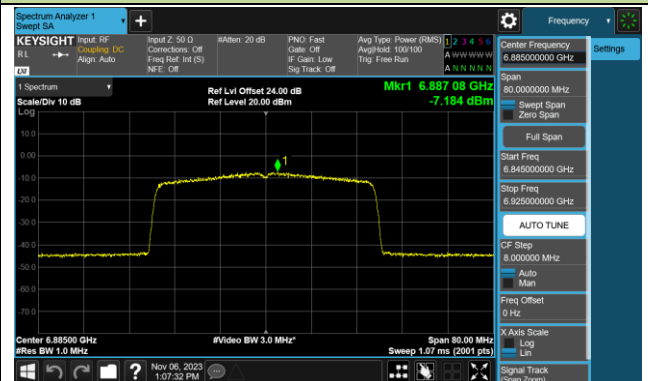 Spectrum Analyzer 1
Swept SA
+
Frequency
KEYSIGHT
RL
LXI
Input: RF
Coupling: DC
Align: Auto
Input Z: 50 Ω
Corrections: Off
Freq Ref: Int (S)
NFE: Off
#Atten: 20 dB
PNO: Fast
Gate: Off
IF Gain: Low
Sig Track: Off
Avg Type: Power (RMS)
Avg|Hold: 100/100
Trig: Free Run
1 2 3 4 5 6
A W W W W W
A N N N N N
1 Spectrum
Scale/Div 10 dB
Log
Ref Lvl Offset 24.00 dB
Ref Level 20.00 dBm
Mkr1 6.887 08 GHz
-7.184 dBm
10.0
0.00
-10.0
-20.0
-30.0
-40.0
-50.0
-60.0
-70.0
1
Center 6.88500 GHz
#Res BW 1.0 MHz
#Video BW 3.0 MHz*
Span 80.00 MHz
Sweep 1.07 ms (2001 pts)
Nov 06, 2023
1:07:32 PM
?
Center Frequency
6.885000000 GHz
Span
80.0000000 MHz
Swept Span
Zero Span
Full Span
Start Freq
6.845000000 GHz
Stop Freq
6.925000000 GHz
AUTO TUNE
CF Step
8.000000 MHz
Auto
Man
Freq Offset
0 Hz
X Axis Scale
Log
Lin
Signal Track
(Span Zoom)
Settings